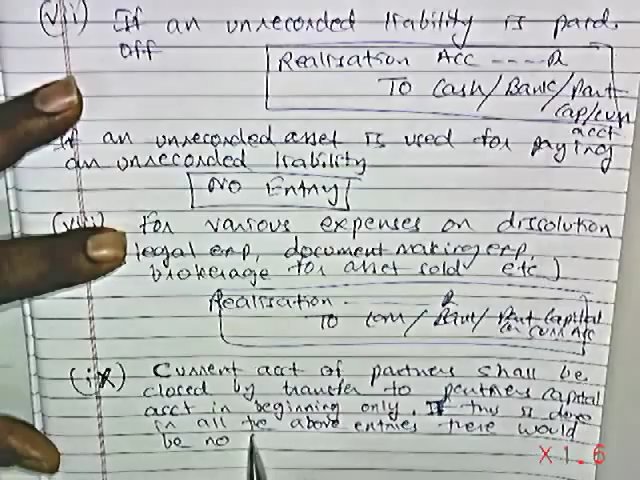 (vii) If an unrecorded liability is paid
off
Realisation Acc ---- Dr
To Cash/Bank/Part
Cap/curr
acct
If an unrecorded asset is used for paying
an unrecorded liability
NO Entry
(viii) for various expenses on dissolution
legal exp, document making exp,
brokerage for asset sold etc)
Realisation - Dr
To Cash/Bank/Part Capital
(ix) Current acct of partners shall be
closed by transfer to partners capital
acct in beginning only. If this is done
in all the above entries there would
be no
X1.6